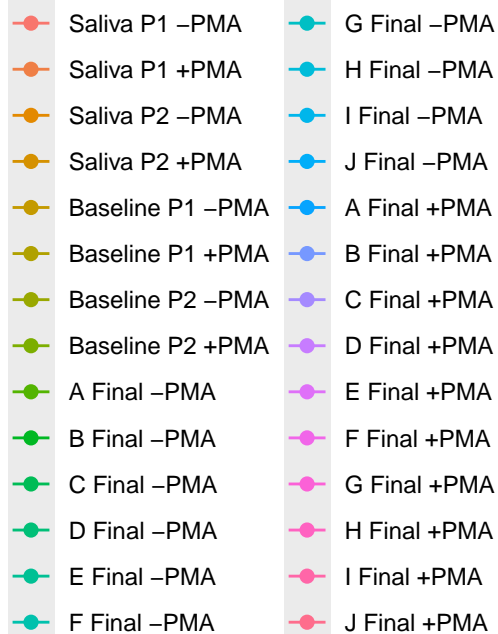 Saliva P1 −PMA
Saliva P1 +PMA
Saliva P2 −PMA
Saliva P2 +PMA
Baseline P1 −PMA
Baseline P1 +PMA
Baseline P2 −PMA
Baseline P2 +PMA
A Final −PMA
B Final −PMA
C Final −PMA
D Final −PMA
E Final −PMA
F Final −PMA
G Final −PMA
H Final −PMA
I Final −PMA
J Final −PMA
A Final +PMA
B Final +PMA
C Final +PMA
D Final +PMA
E Final +PMA
F Final +PMA
G Final +PMA
H Final +PMA
I Final +PMA
J Final +PMA